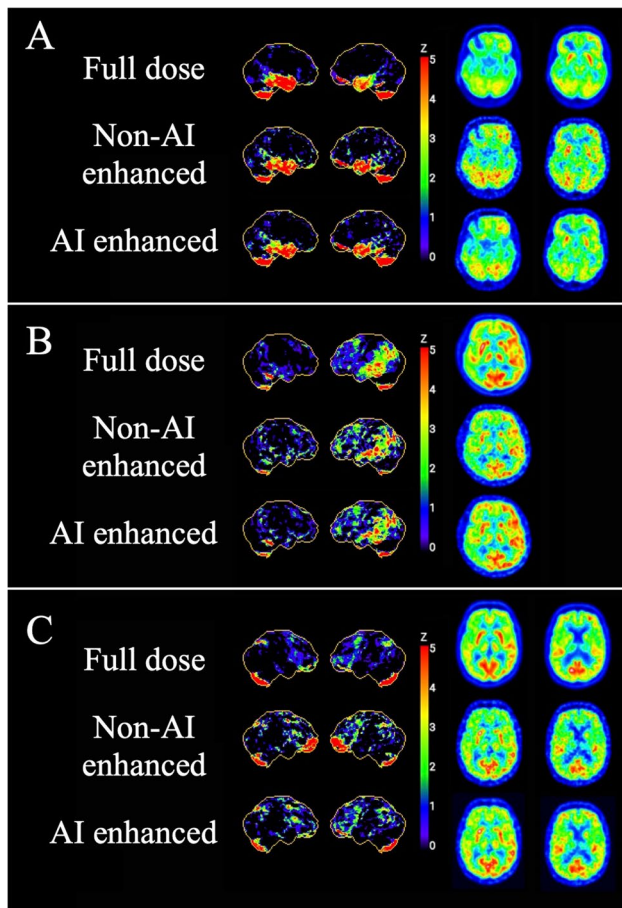 A
Full dose
Non-AI
enhanced
AI enhanced
Z
5
4
3
2
1
0
B
Full dose
Non-AI
enhanced
AI enhanced
Z
5
4
3
2
1
0
C
Full dose
Non-AI
enhanced
AI enhanced
Z
5
4
3
2
1
0